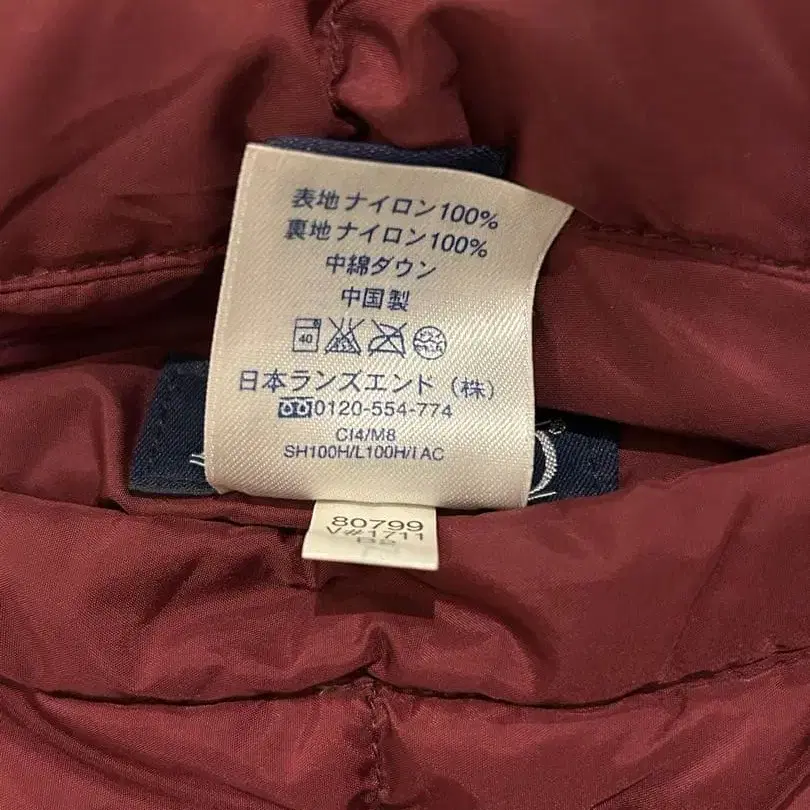 表地 ナイロン100%
裏地 ナイロン100%
中綿 ダウン
中国製
40
日本ランズエンド(株)
0120-554-774
CI4/M8
SH100H/L100H/IAC
80799
V#1711